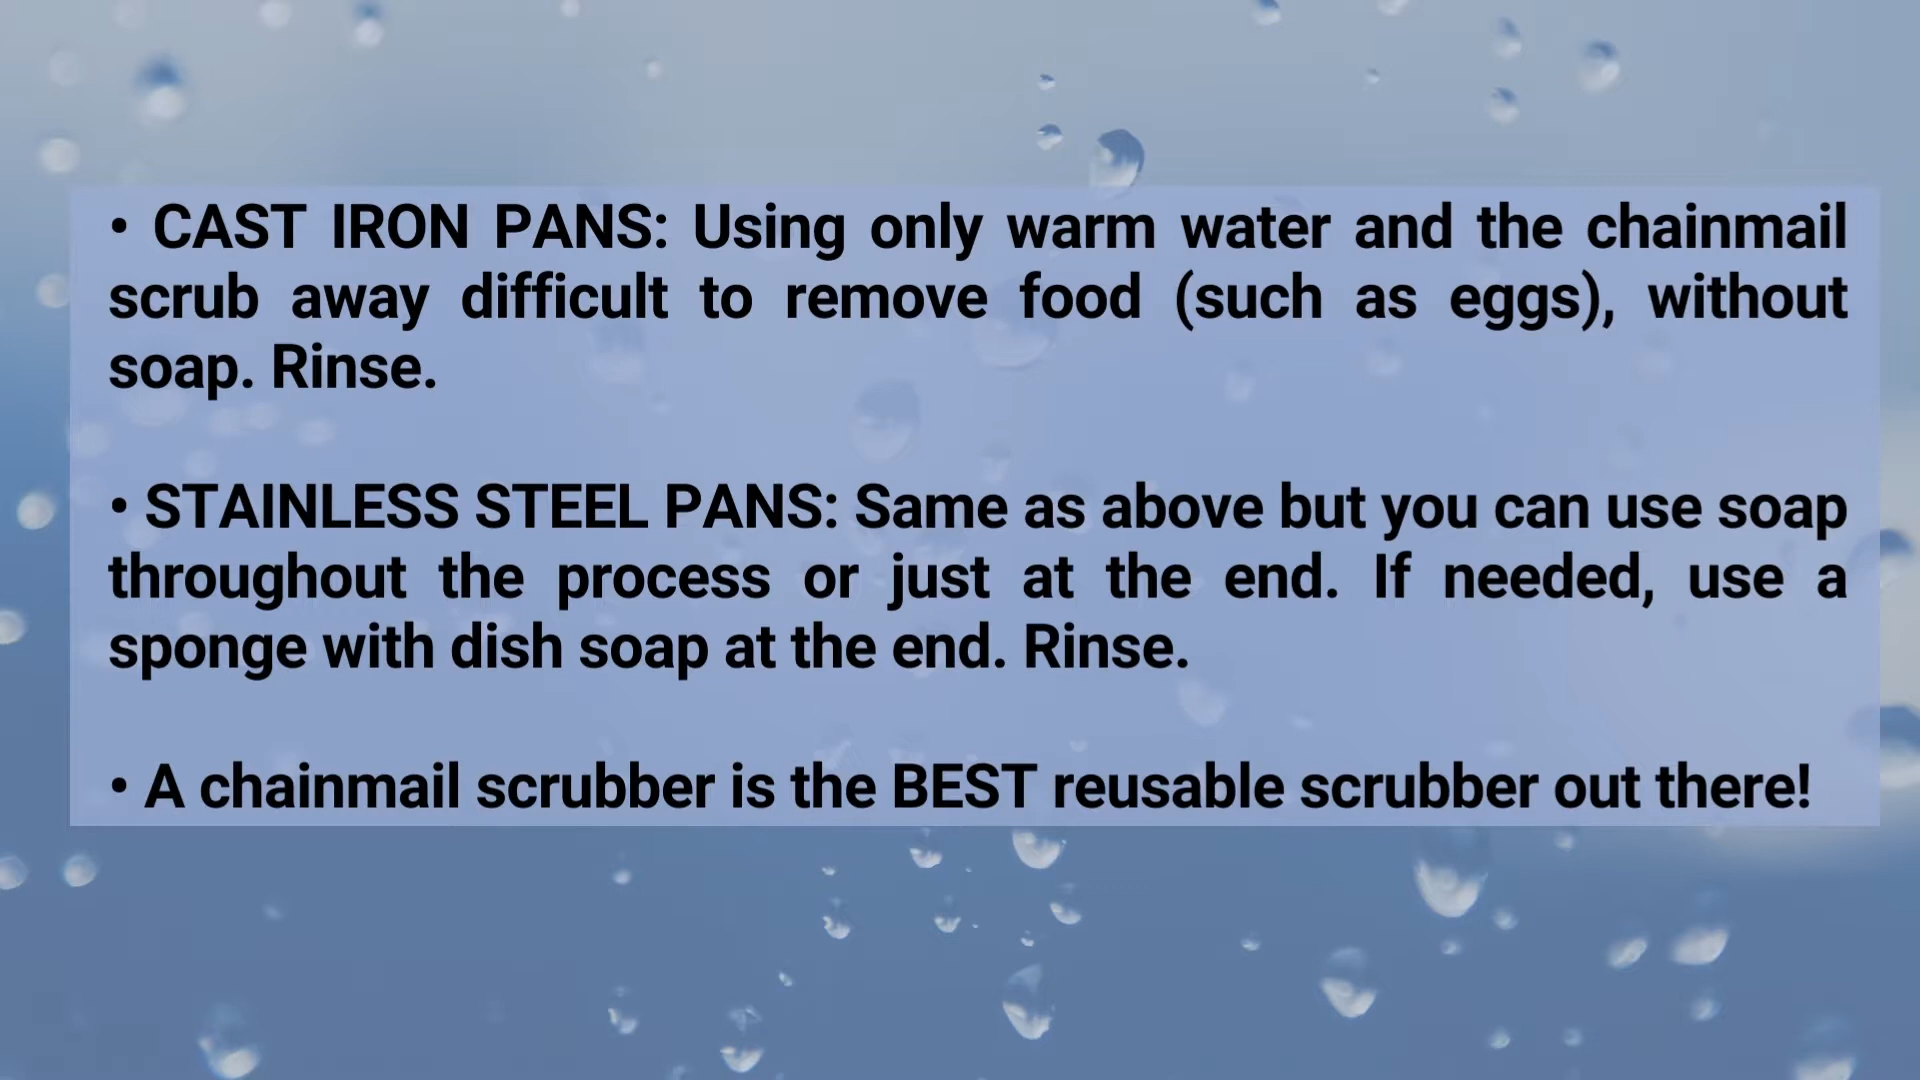 • CAST IRON PANS: Using only warm water and the chainmail
scrub away difficult to remove food (such as eggs), without
soap. Rinse.
• STAINLESS STEEL PANS: Same as above but you can use soap
throughout the process or just at the end. If needed, use a
sponge with dish soap at the end. Rinse.
• A chainmail scrubber is the BEST reusable scrubber out there!